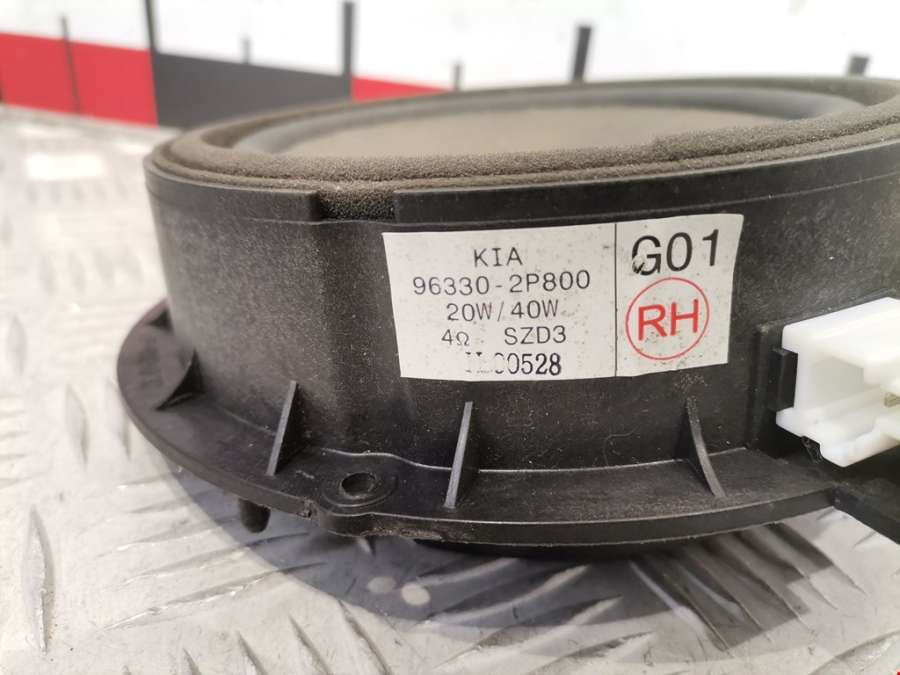 KIA
96330-2P800
20W/40W
4Ω SZD3
G01
RH